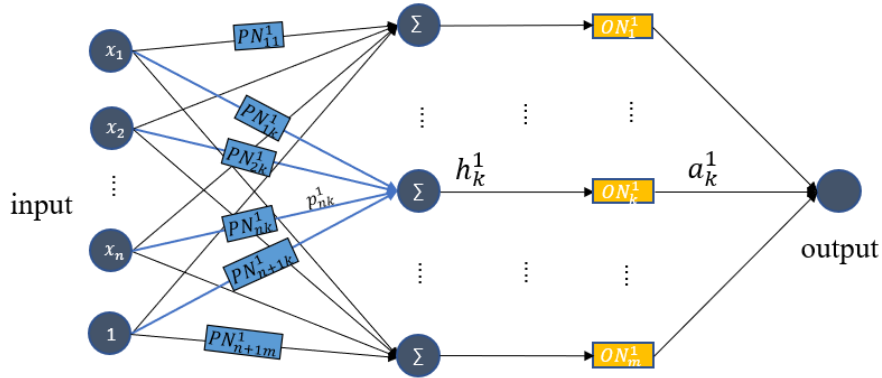 input
x₁
x₂
⋮
xₙ
1
PN¹₁₁
PN¹₁ₖ
PN¹₂ₖ
PN¹ₙₖ
PN¹ₙ₊₁ₖ
PN¹ₙ₊₁ₘ
p¹ₙₖ
Σ
⋮
Σ
⋮
Σ
h¹ₖ
⋮
⋮
ON¹₁
⋮
ON¹ₖ
⋮
ON¹ₘ
a¹ₖ
output